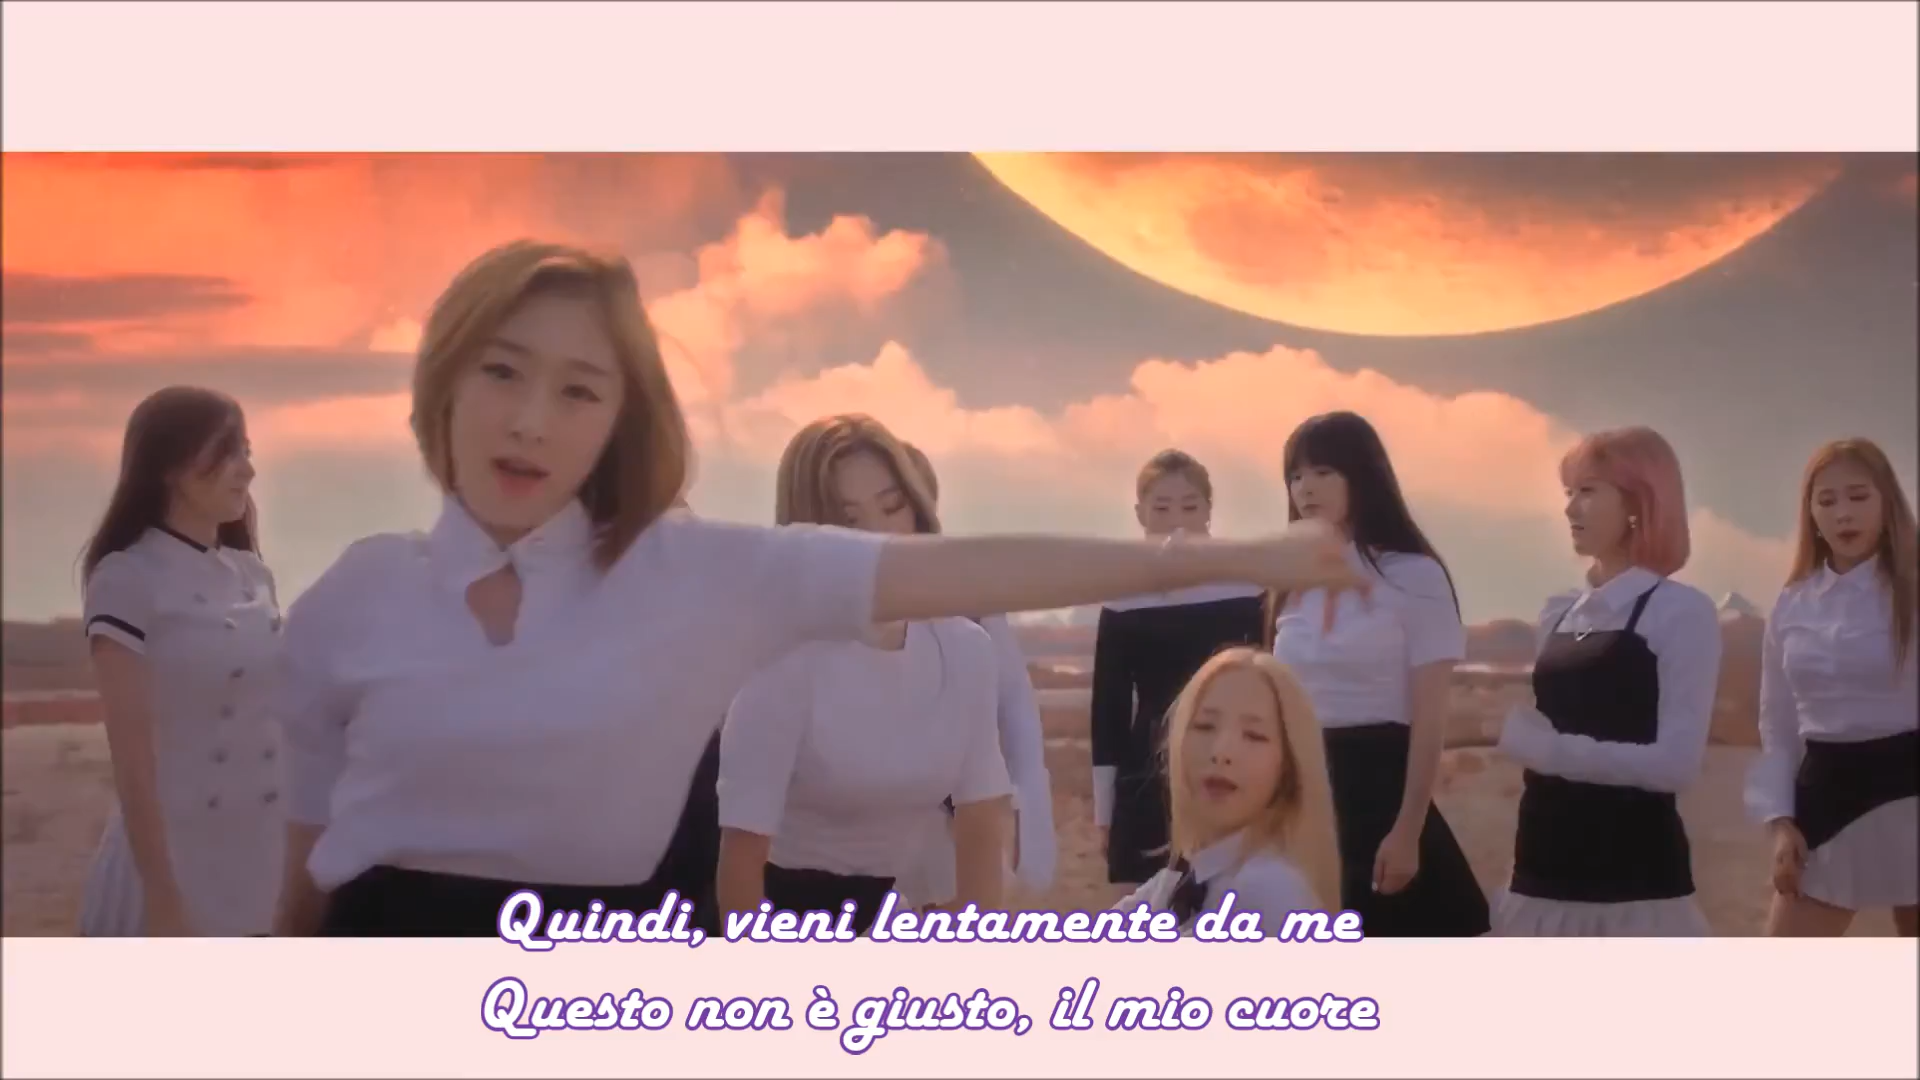 Quindi, vieni lentamente da me
Questo non è giusto, il mio cuore